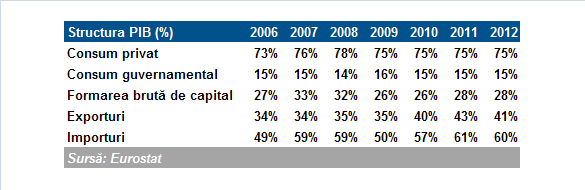 Structura PIB (%) 2006 2007 2008 2009 2010 2011 2012
Consum privat 73% 76% 78% 75% 75% 75% 75%
Consum guvernamental 15% 15% 14% 16% 15% 15% 15%
Formarea brută de capital 27% 33% 32% 26% 26% 28% 28%
Exporturi 34% 34% 35% 35% 40% 43% 41%
Importuri 49% 59% 59% 50% 57% 61% 60%
Sursă: Eurostat